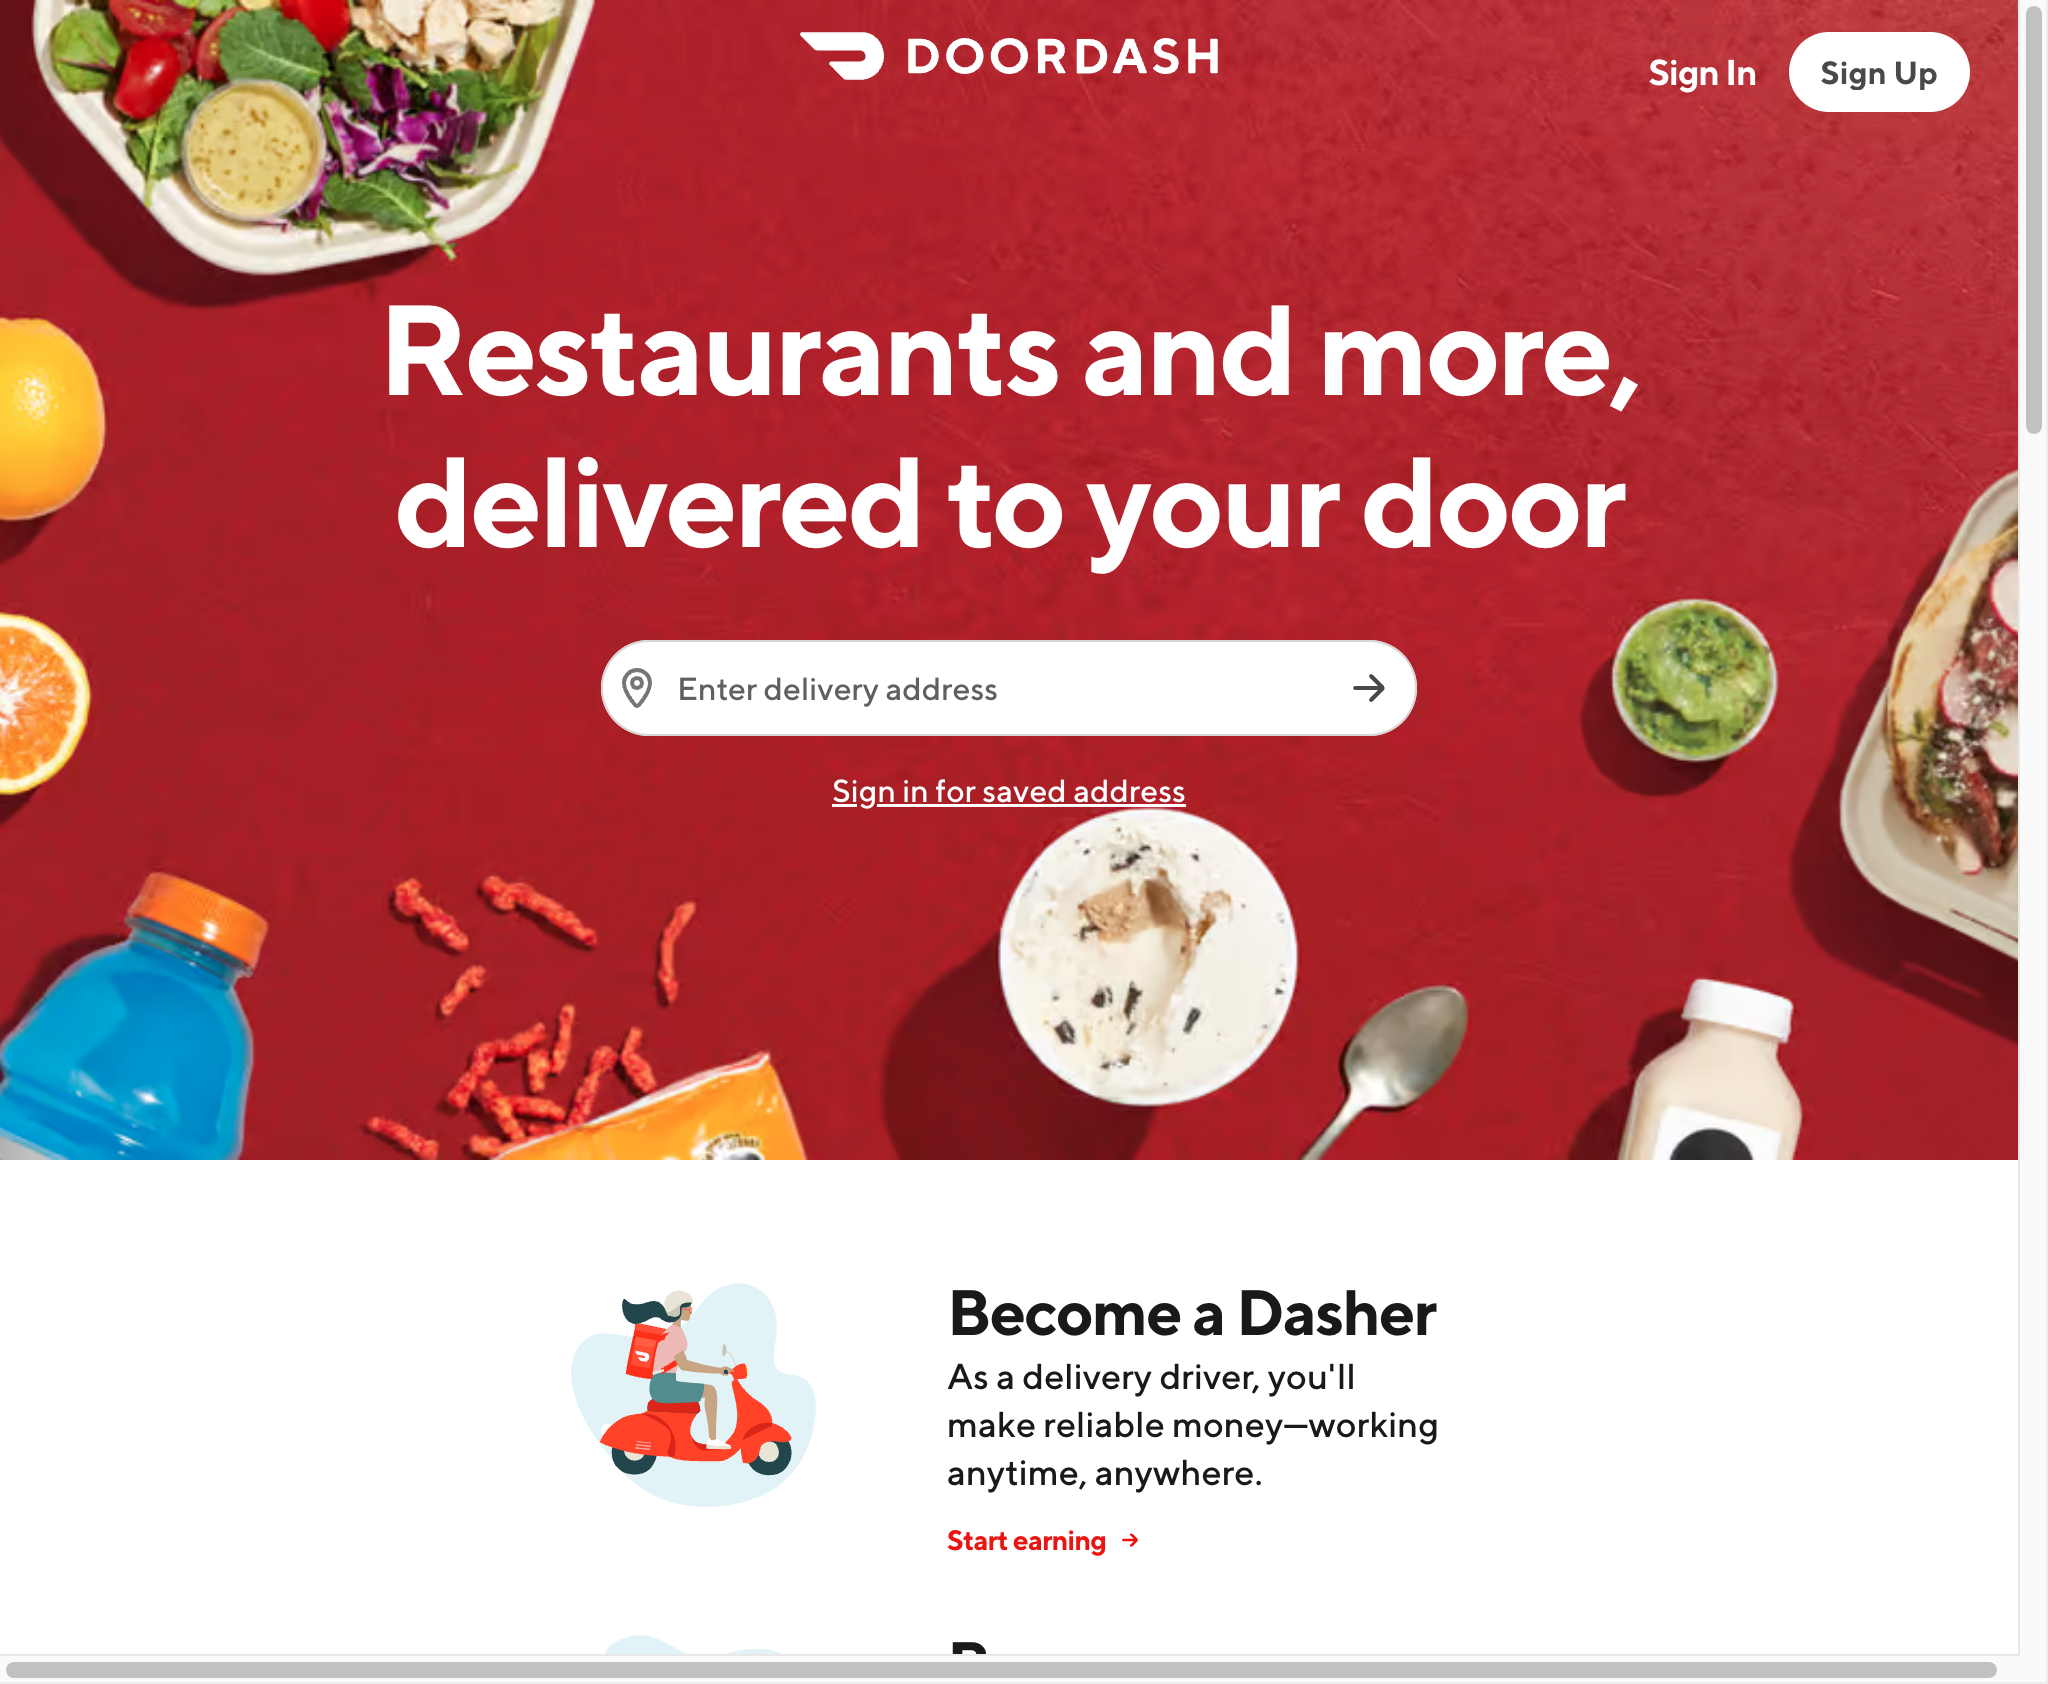 DOORDASH
Sign In
Sign Up
Restaurants and more,
delivered to your door
Enter delivery address
Sign in for saved address
Become a Dasher
As a delivery driver, you'll
make reliable money—working
anytime, anywhere.
Start earning